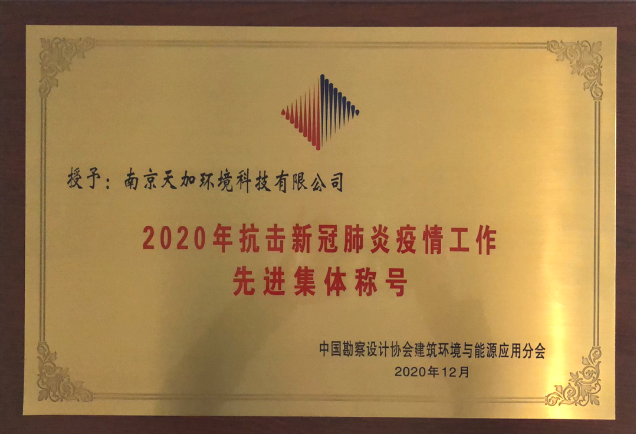 授予：南京天加环境科技有限公司
2020年抗击新冠肺炎疫情工作
先进集体称号
中国勘察设计协会建筑环境与能源应用分会
2020年12月